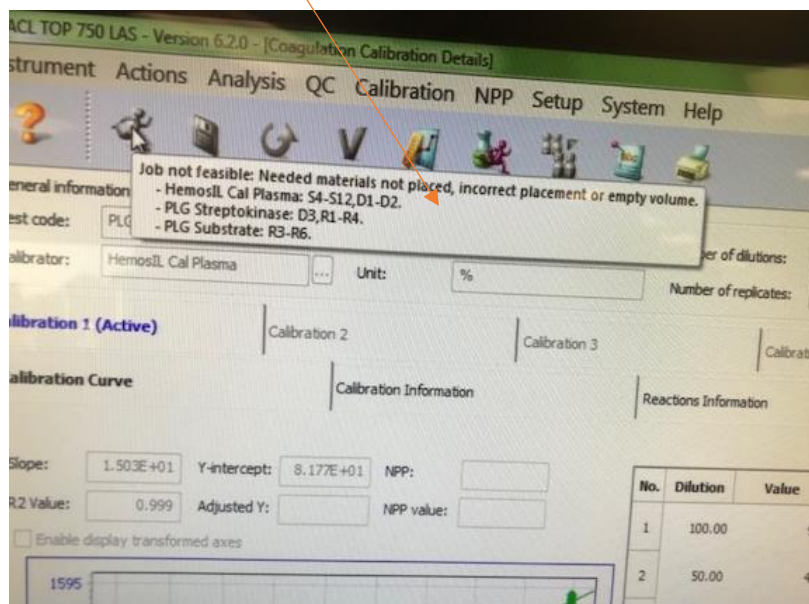 ACL TOP 750 LAS - Version 6.2.0 - [Coagulation Calibration Details]
strument Actions Analysis QC Calibration NPP Setup System Help
Job not feasible: Needed materials not placed, incorrect placement or empty volume.
- HemosIL Cal Plasma: S4-S12,D1-D2.
- PLG Streptokinase: D3,R1-R4.
- PLG Substrate: R3-R6.
eneral information
est code: PLG
er of dilutions:
alibrator: HemosIL Cal Plasma ... Unit: %
Number of replicates:
alibration 1 (Active) Calibration 2 Calibration 3 Calibrati
alibration Curve Calibration Information Reactions Information
Slope: 1.503E+01 Y-intercept: 8.177E+01 NPP:
R2 Value: 0.999 Adjusted Y: NPP value:
Enable display transformed axes
No. Dilution Value
1 100.00
2 50.00 4
1595